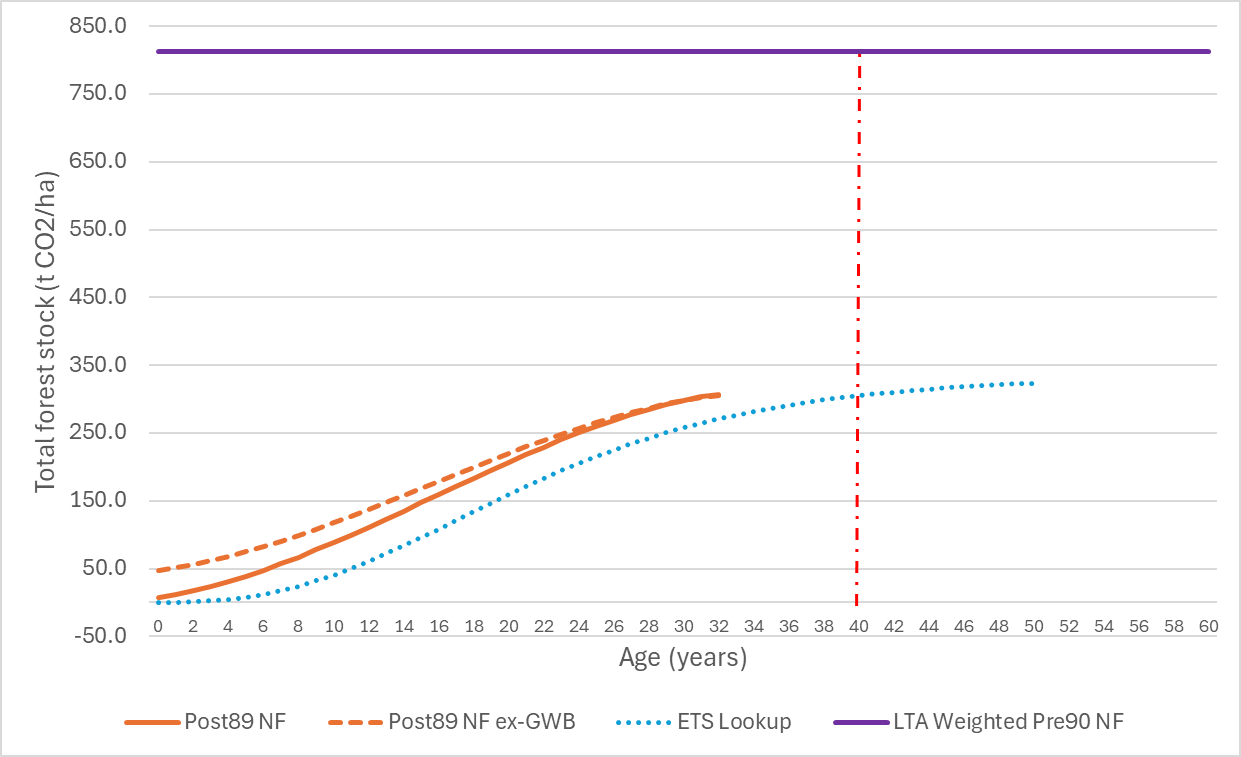 850.0
750.0
650.0
550.0
450.0
350.0
250.0
150.0
50.0
-50.0
Total forest stock (t CO2/ha)
0 2 4 6 8 10 12 14 16 18 20 22 24 26 28 30 32 34 36 38 40 42 44 46 48 50 52 54 56 58 60
Age (years)
Post89 NF Post89 NF ex-GWB ETS Lookup LTA Weighted Pre90 NF